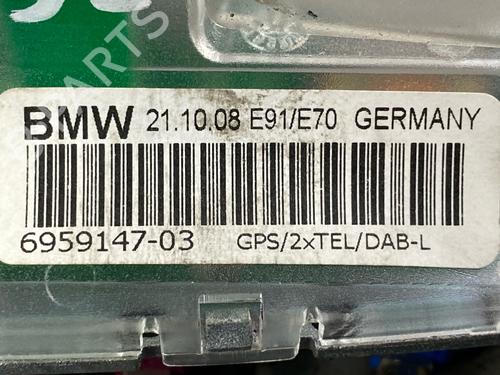 BMW 21.10.08 E91/E70 GERMANY
6959147-03 GPS/2xTEL/DAB-L